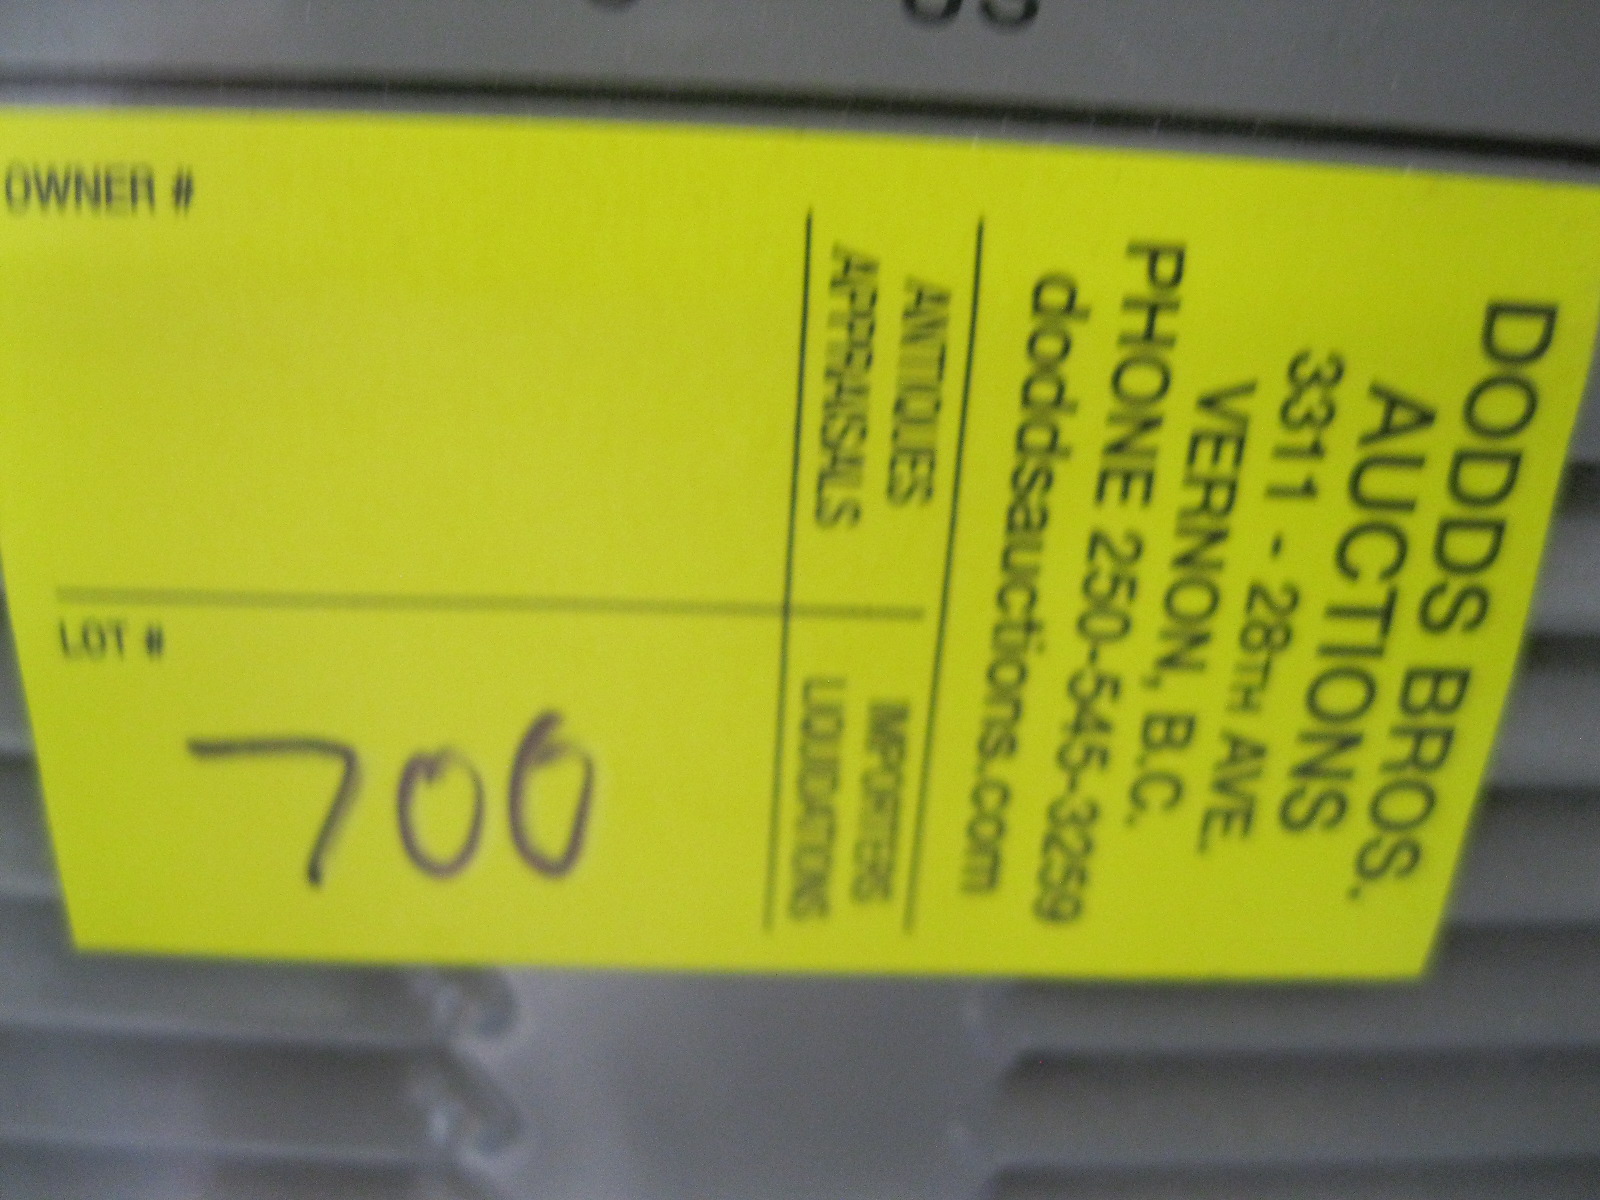 DODDS BROS.
AUCTIONS
3311 - 28TH AVE.
VERNON, B.C.
PHONE 250-545-3259
doddsauctions.com
ANTIQUES IMPORTERS
APPRAISALS LIQUIDATIONS
OWNER #
LOT #
700